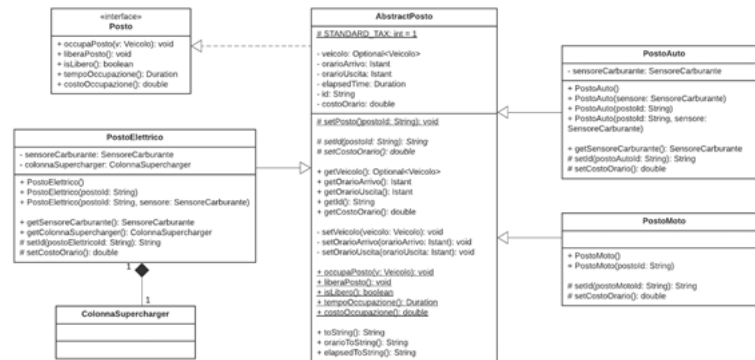 «interface»
Posto
+ occupaPosto(v: Veicolo): void
+ liberaPosto(): void
+ isLibero(): boolean
+ tempoOccupazione(): Duration
+ costoOccupazione(): double
AbstractPosto
# STANDARD_TAX: int = 1
- veicolo: Optional<Veicolo>
- orarioArrivo: Istant
- orarioUscita: Istant
- elapsedTime: Duration
- id: String
- costoOrario: double
# setPosto(postoId: String): void
# setId(postoId: String): String
# setCostoOrario(): double
+ getVeicolo(): Optional<Veicolo>
+ getOrarioArrivo(): Istant
+ getOrarioUscita(): Istant
+ getId(): String
+ getCostoOrario(): double
- setVeicolo(veicolo: Veicolo): void
- setOrarioArrivo(orarioArrivo: Istant): void
- setOrarioUscita(orarioUscita: Istant): void
+ occupaPosto(v: Veicolo): void
+ liberaPosto(): void
+ isLibero(): boolean
+ tempoOccupazione(): Duration
+ costoOccupazione(): double
+ toString(): String
+ orarioToString(): String
+ elapsedToString(): String
PostoAuto
- sensoreCarburante: SensoreCarburante
+ PostoAuto()
+ PostoAuto(sensore: SensoreCarburante)
+ PostoAuto(postoId: String)
+ PostoAuto(postoId: String, sensore:
SensoreCarburante)
+ getSensoreCarburante(): SensoreCarburante
# setId(postoAutoId: String): String
# setCostoOrario(): double
PostoElettrico
- sensoreCarburante: SensoreCarburante
- colonnaSupercharger: ColonnaSupercharger
+ PostoElettrico()
+ PostoElettrico(postoId: String)
+ PostoElettrico(postoId: String, sensore: SensoreCarburante)
+ getSensoreCarburante(): SensoreCarburante
+ getColonnaSupercharger(): ColonnaSupercharger
# setId(postoElettricoId: String): String
# setCostoOrario(): double
1
1
ColonnaSupercharger
PostoMoto
+ PostoMoto()
+ PostoMoto(postoId: String)
# setId(postoMotoId: String): String
# setCostoOrario(): double